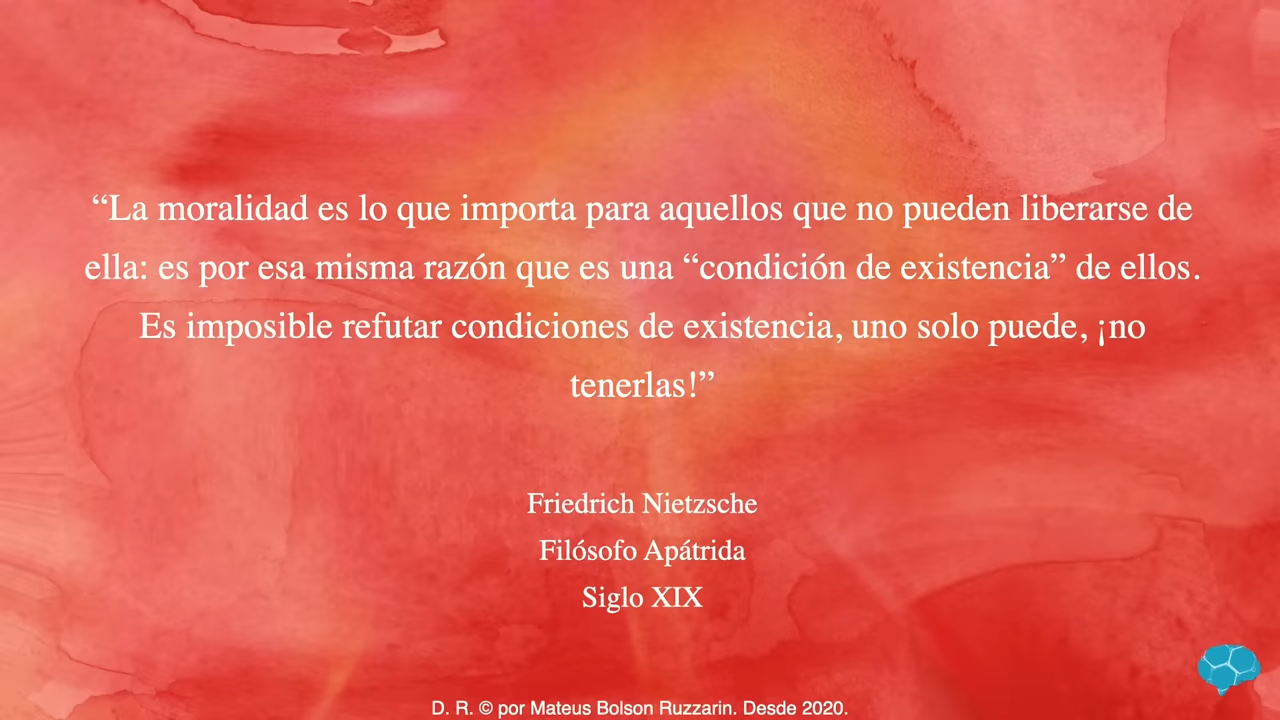 “La moralidad es lo que importa para aquellos que no pueden liberarse de
ella: es por esa misma razón que es una “condición de existencia” de ellos.
Es imposible refutar condiciones de existencia, uno solo puede, ¡no
tenerlas!”
Friedrich Nietzsche
Filósofo Apátrida
Siglo XIX
D. R. © por Mateus Bolson Ruzzarin. Desde 2020.